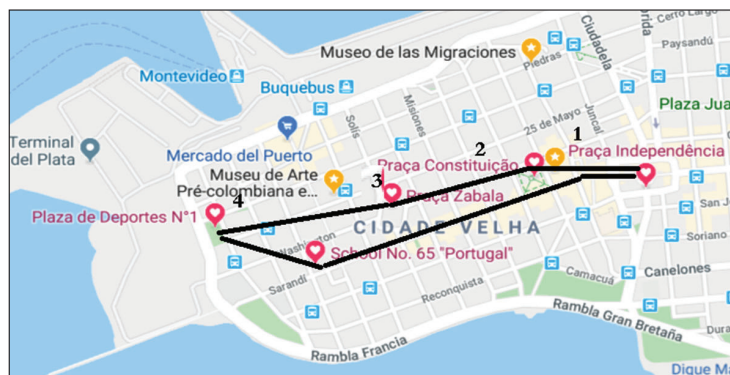 Cerro Larg
Ciudadela
Museo de las Migraciones
Piedras
Paysandú
Montevideo
Buquebus
Misiones
Plaza Jua
Solís
25 de Mayo
Juncal
1
Terminal
del Plata
Mercado del Puerto
2
Praça Independência
Museo de Arte
Pré-colombiana e...
3
Praça Constituição
Praça Zabala
San J
4
Plaza de Deportes N°1
CIDADE VELHA
Soriano
School No. 65 "Portugal"
Canelones
Camacuá
Sarandí
Reconquista
Rambla Gran Bretaña
Dura
Rambla Francia
Dique Ma